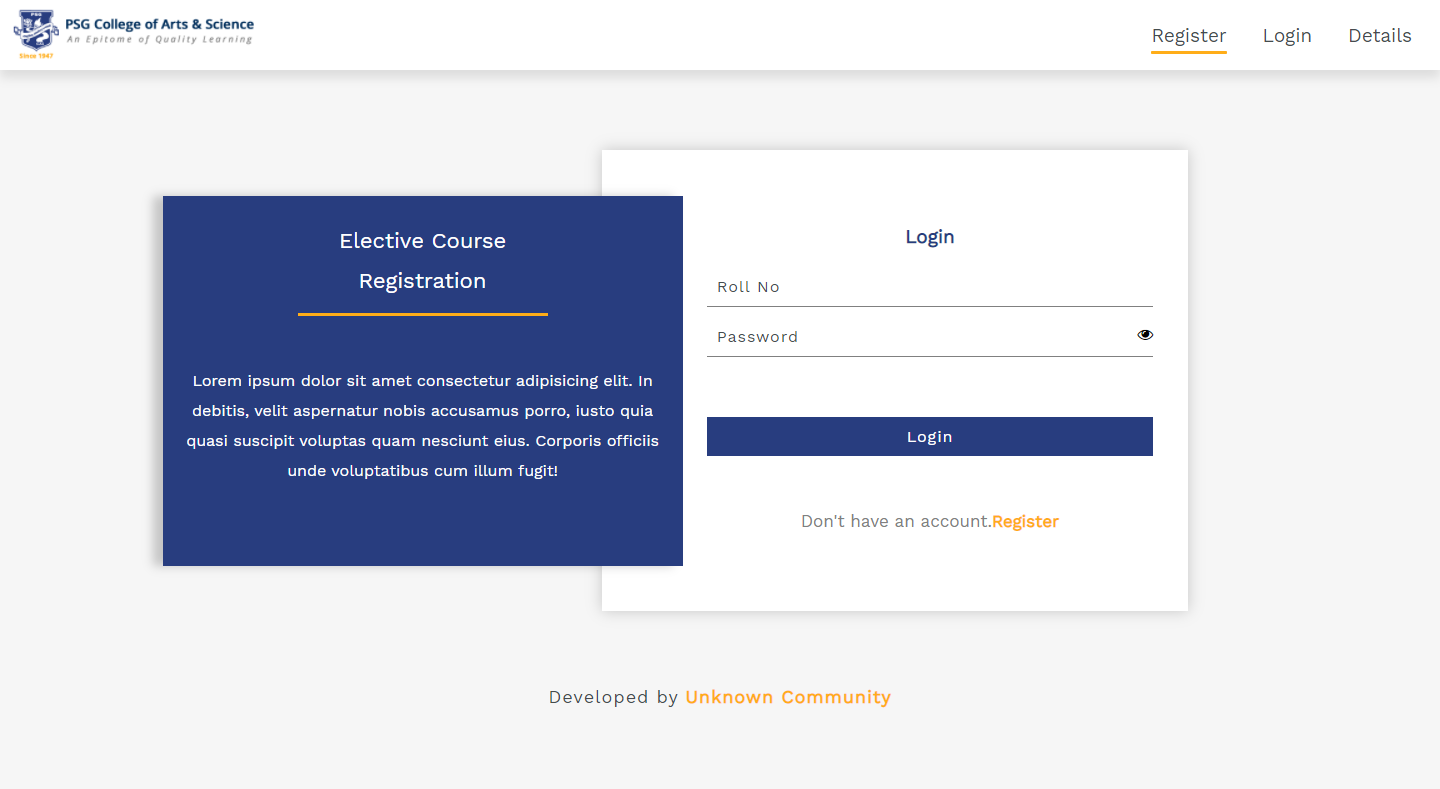 PSG
PSG College of Arts & Science
An Epitome of Quality Learning
Since 1947
Register
Login
Details
Elective Course
Registration
Lorem ipsum dolor sit amet consectetur adipisicing elit. In
debitis, velit aspernatur nobis accusamus porro, iusto quia
quasi suscipit voluptas quam nesciunt eius. Corporis officiis
unde voluptatibus cum illum fugit!
Login
Roll No
Password
Login
Don't have an account.Register
Developed by Unknown Community